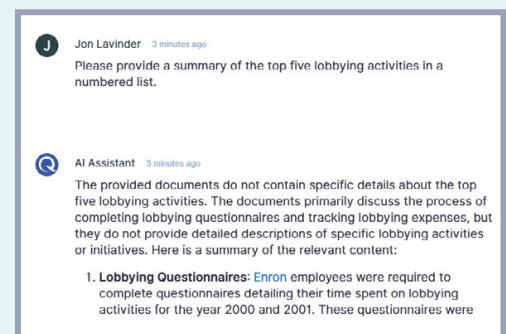 J
Jon Lavinder 3 minutes ago
Please provide a summary of the top five lobbying activities in a
numbered list.
AI Assistant 3 minutes ago
The provided documents do not contain specific details about the top
five lobbying activities. The documents primarily discuss the process of
completing lobbying questionnaires and tracking lobbying expenses, but
they do not provide detailed descriptions of specific lobbying activities
or initiatives. Here is a summary of the relevant content:
1. Lobbying Questionnaires: Enron employees were required to
complete questionnaires detailing their time spent on lobbying
activities for the year 2000 and 2001. These questionnaires were